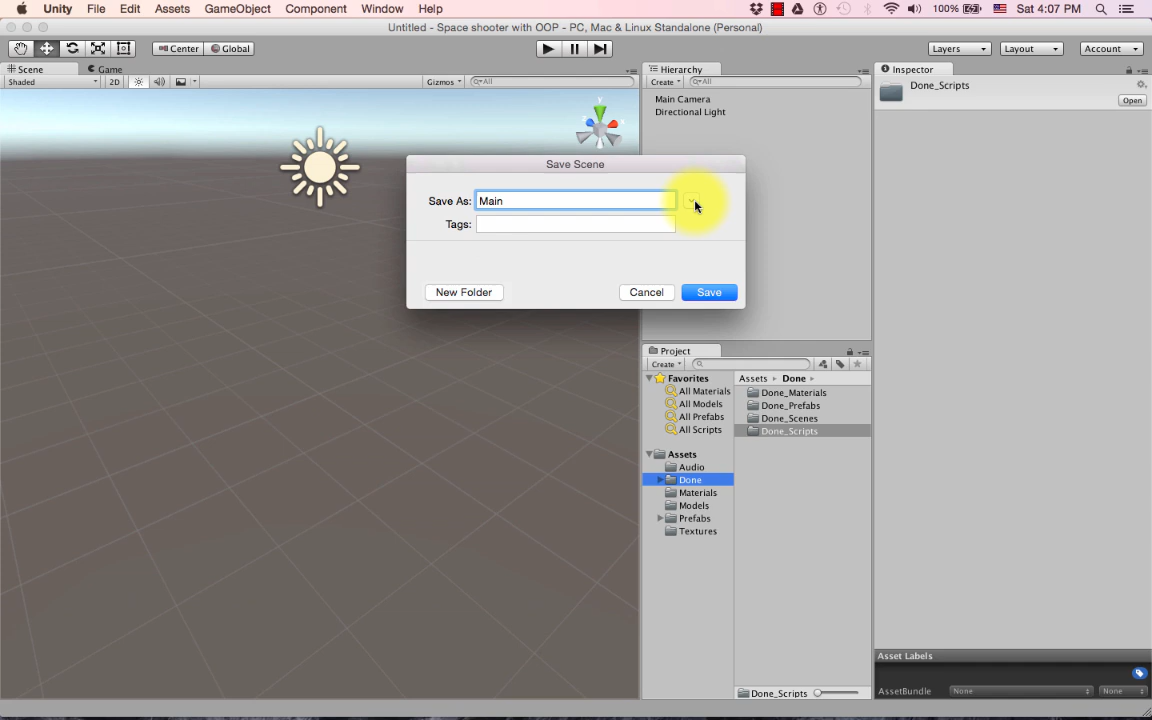 Unity File Edit Assets GameObject Component Window Help 100% Sat 4:07 PM
Untitled - Space shooter with OOP - PC, Mac & Linux Standalone (Personal)
Center Global Layers Layout Account
Scene Game Hierarchy Inspector
Shaded 2D Gizmos All Create All
Main Camera
Directional Light
Done_Scripts
Open
Save Scene
Save As: Main
Tags:
New Folder Cancel Save
Project
Create
Favorites
All Materials
All Models
All Prefabs
All Scripts
Assets
Audio
Done
Materials
Models
Prefabs
Textures
Assets Done
Done_Materials
Done_Prefabs
Done_Scenes
Done_Scripts
Done_Scripts
Asset Labels
AssetBundle None None